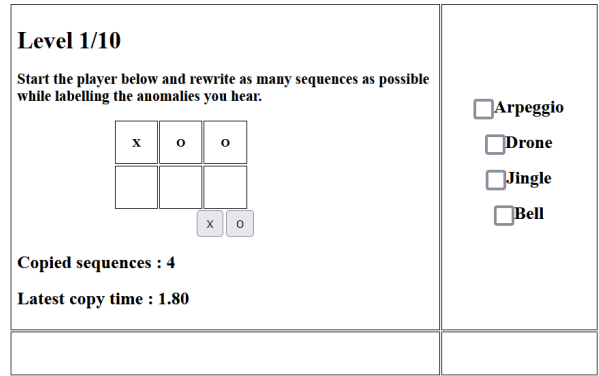 Level 1/10
Start the player below and rewrite as many sequences as possible
while labelling the anomalies you hear.
X O O
X O
Copied sequences : 4
Latest copy time : 1.80
Arpeggio
Drone
Jingle
Bell